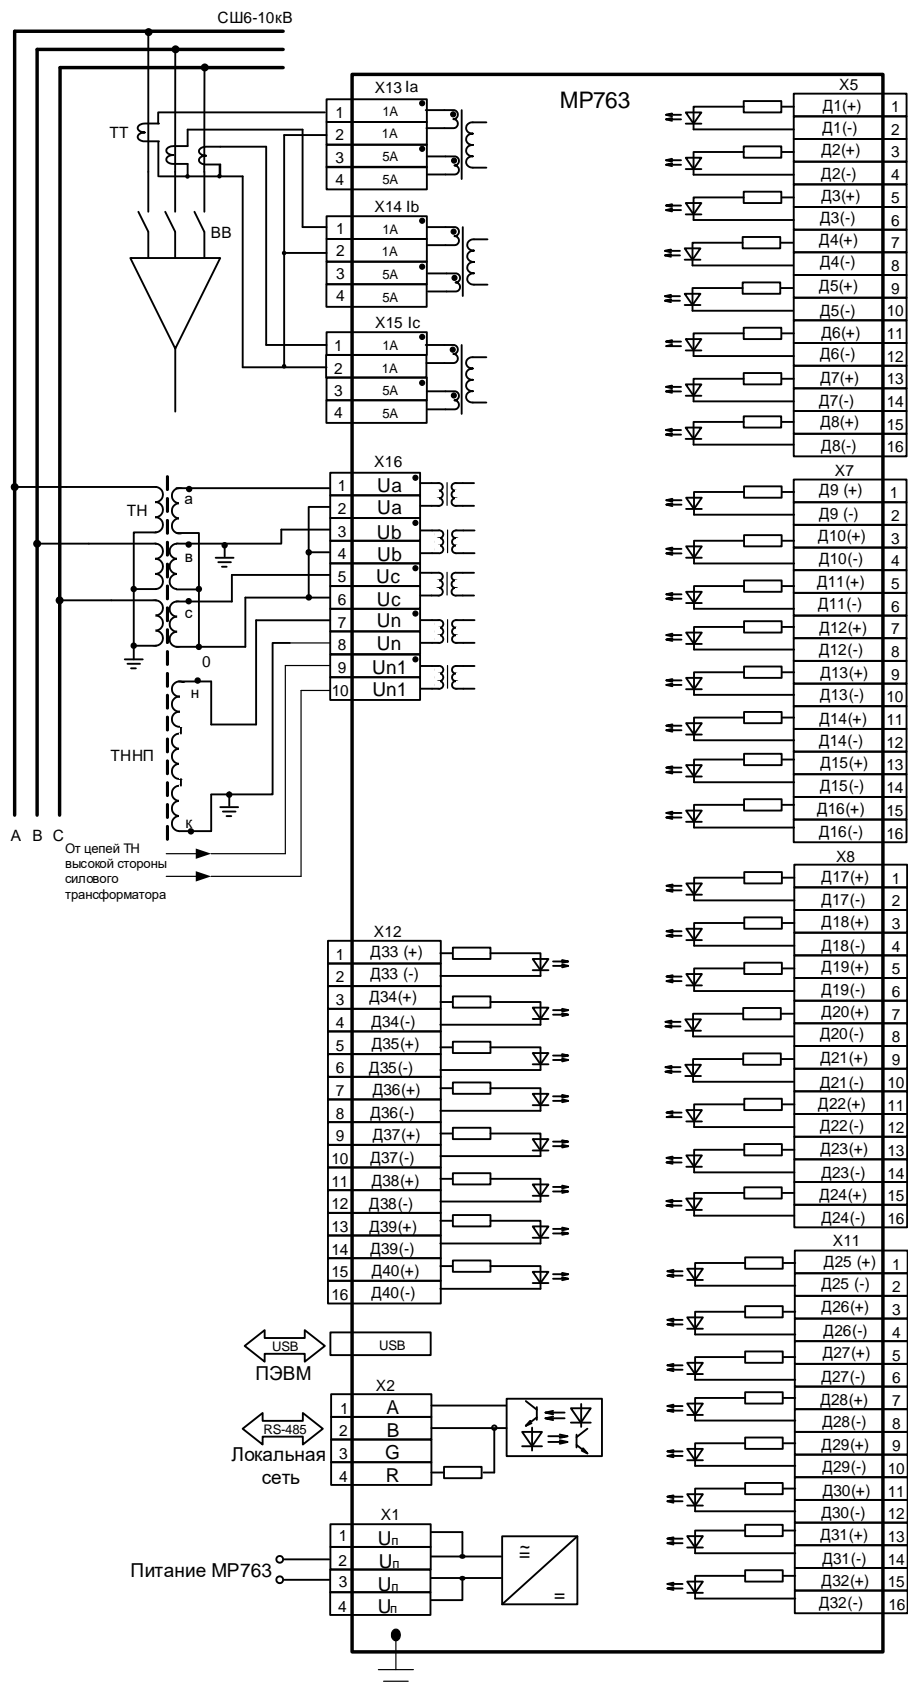 СШ6-10кВ
МР763
ТТ
ВВ
X13 Ia
1 1А
2 1А
3 5А
4 5А
X14 Ib
1 1А
2 1А
3 5А
4 5А
X15 Ic
1 1А
2 1А
3 5А
4 5А
X16
1 Ua
2 Ua
3 Ub
4 Ub
5 Uc
6 Uc
7 Un
8 Un
9 Un1
10 Un1
ТН
а
в
с
0
н
ТННП
к
А В С
От цепей ТН
высокой стороны
силового
трансформатора
X12
1 Д33 (+)
2 Д33 (-)
3 Д34(+)
4 Д34(-)
5 Д35(+)
6 Д35(-)
7 Д36(+)
8 Д36(-)
9 Д37(+)
10 Д37(-)
11 Д38(+)
12 Д38(-)
13 Д39(+)
14 Д39(-)
15 Д40(+)
16 Д40(-)
USB
USB
ПЭВМ
X2
1 A
2 B
3 G
4 R
RS-485
Локальная
сеть
X1
1 Uп
2 Uп
3 Uп
4 Uп
Питание МР763
≂
=
X5
Д1(+) 1
Д1(-) 2
Д2(+) 3
Д2(-) 4
Д3(+) 5
Д3(-) 6
Д4(+) 7
Д4(-) 8
Д5(+) 9
Д5(-) 10
Д6(+) 11
Д6(-) 12
Д7(+) 13
Д7(-) 14
Д8(+) 15
Д8(-) 16
X7
Д9 (+) 1
Д9 (-) 2
Д10(+) 3
Д10(-) 4
Д11(+) 5
Д11(-) 6
Д12(+) 7
Д12(-) 8
Д13(+) 9
Д13(-) 10
Д14(+) 11
Д14(-) 12
Д15(+) 13
Д15(-) 14
Д16(+) 15
Д16(-) 16
X8
Д17(+) 1
Д17(-) 2
Д18(+) 3
Д18(-) 4
Д19(+) 5
Д19(-) 6
Д20(+) 7
Д20(-) 8
Д21(+) 9
Д21(-) 10
Д22(+) 11
Д22(-) 12
Д23(+) 13
Д23(-) 14
Д24(+) 15
Д24(-) 16
X11
Д25 (+) 1
Д25 (-) 2
Д26(+) 3
Д26(-) 4
Д27(+) 5
Д27(-) 6
Д28(+) 7
Д28(-) 8
Д29(+) 9
Д29(-) 10
Д30(+) 11
Д30(-) 12
Д31(+) 13
Д31(-) 14
Д32(+) 15
Д32(-) 16